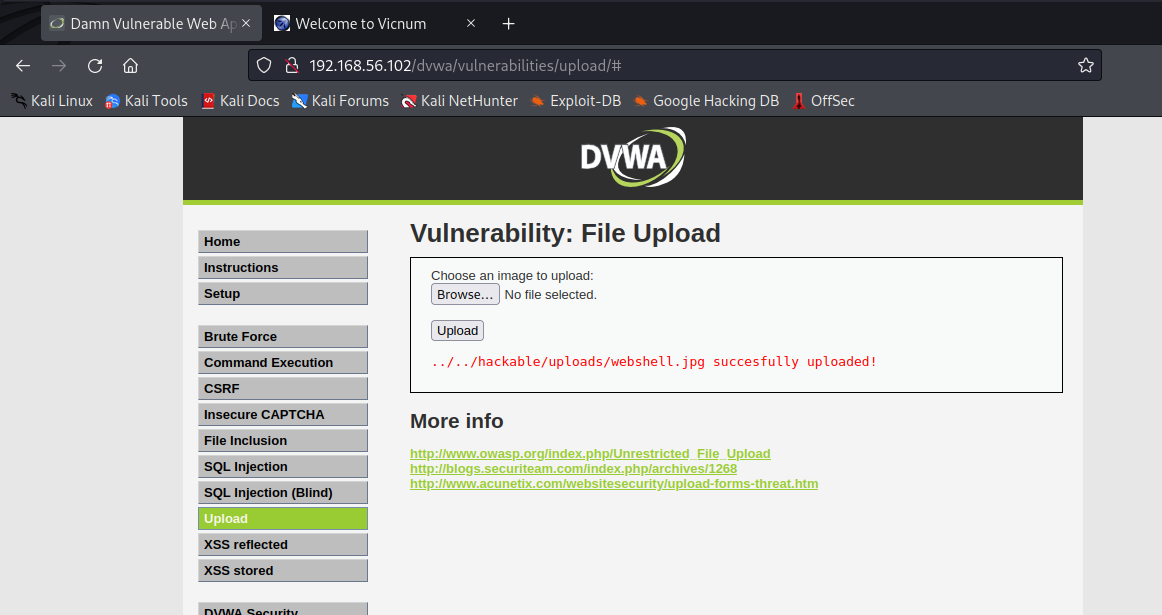 Damn Vulnerable Web Ap
Welcome to Vicnum
192.168.56.102/dvwa/vulnerabilities/upload/#
Kali Linux Kali Tools Kali Docs Kali Forums Kali NetHunter Exploit-DB Google Hacking DB OffSec
DVWA
Home
Instructions
Setup
Brute Force
Command Execution
CSRF
Insecure CAPTCHA
File Inclusion
SQL Injection
SQL Injection (Blind)
Upload
XSS reflected
XSS stored
DVWA Security
Vulnerability: File Upload
Choose an image to upload:
Browse... No file selected.
Upload
../../hackable/uploads/webshell.jpg succesfully uploaded!
More info
http://www.owasp.org/index.php/Unrestricted_File_Upload
http://blogs.securiteam.com/index.php/archives/1268
http://www.acunetix.com/websitesecurity/upload-forms-threat.htm